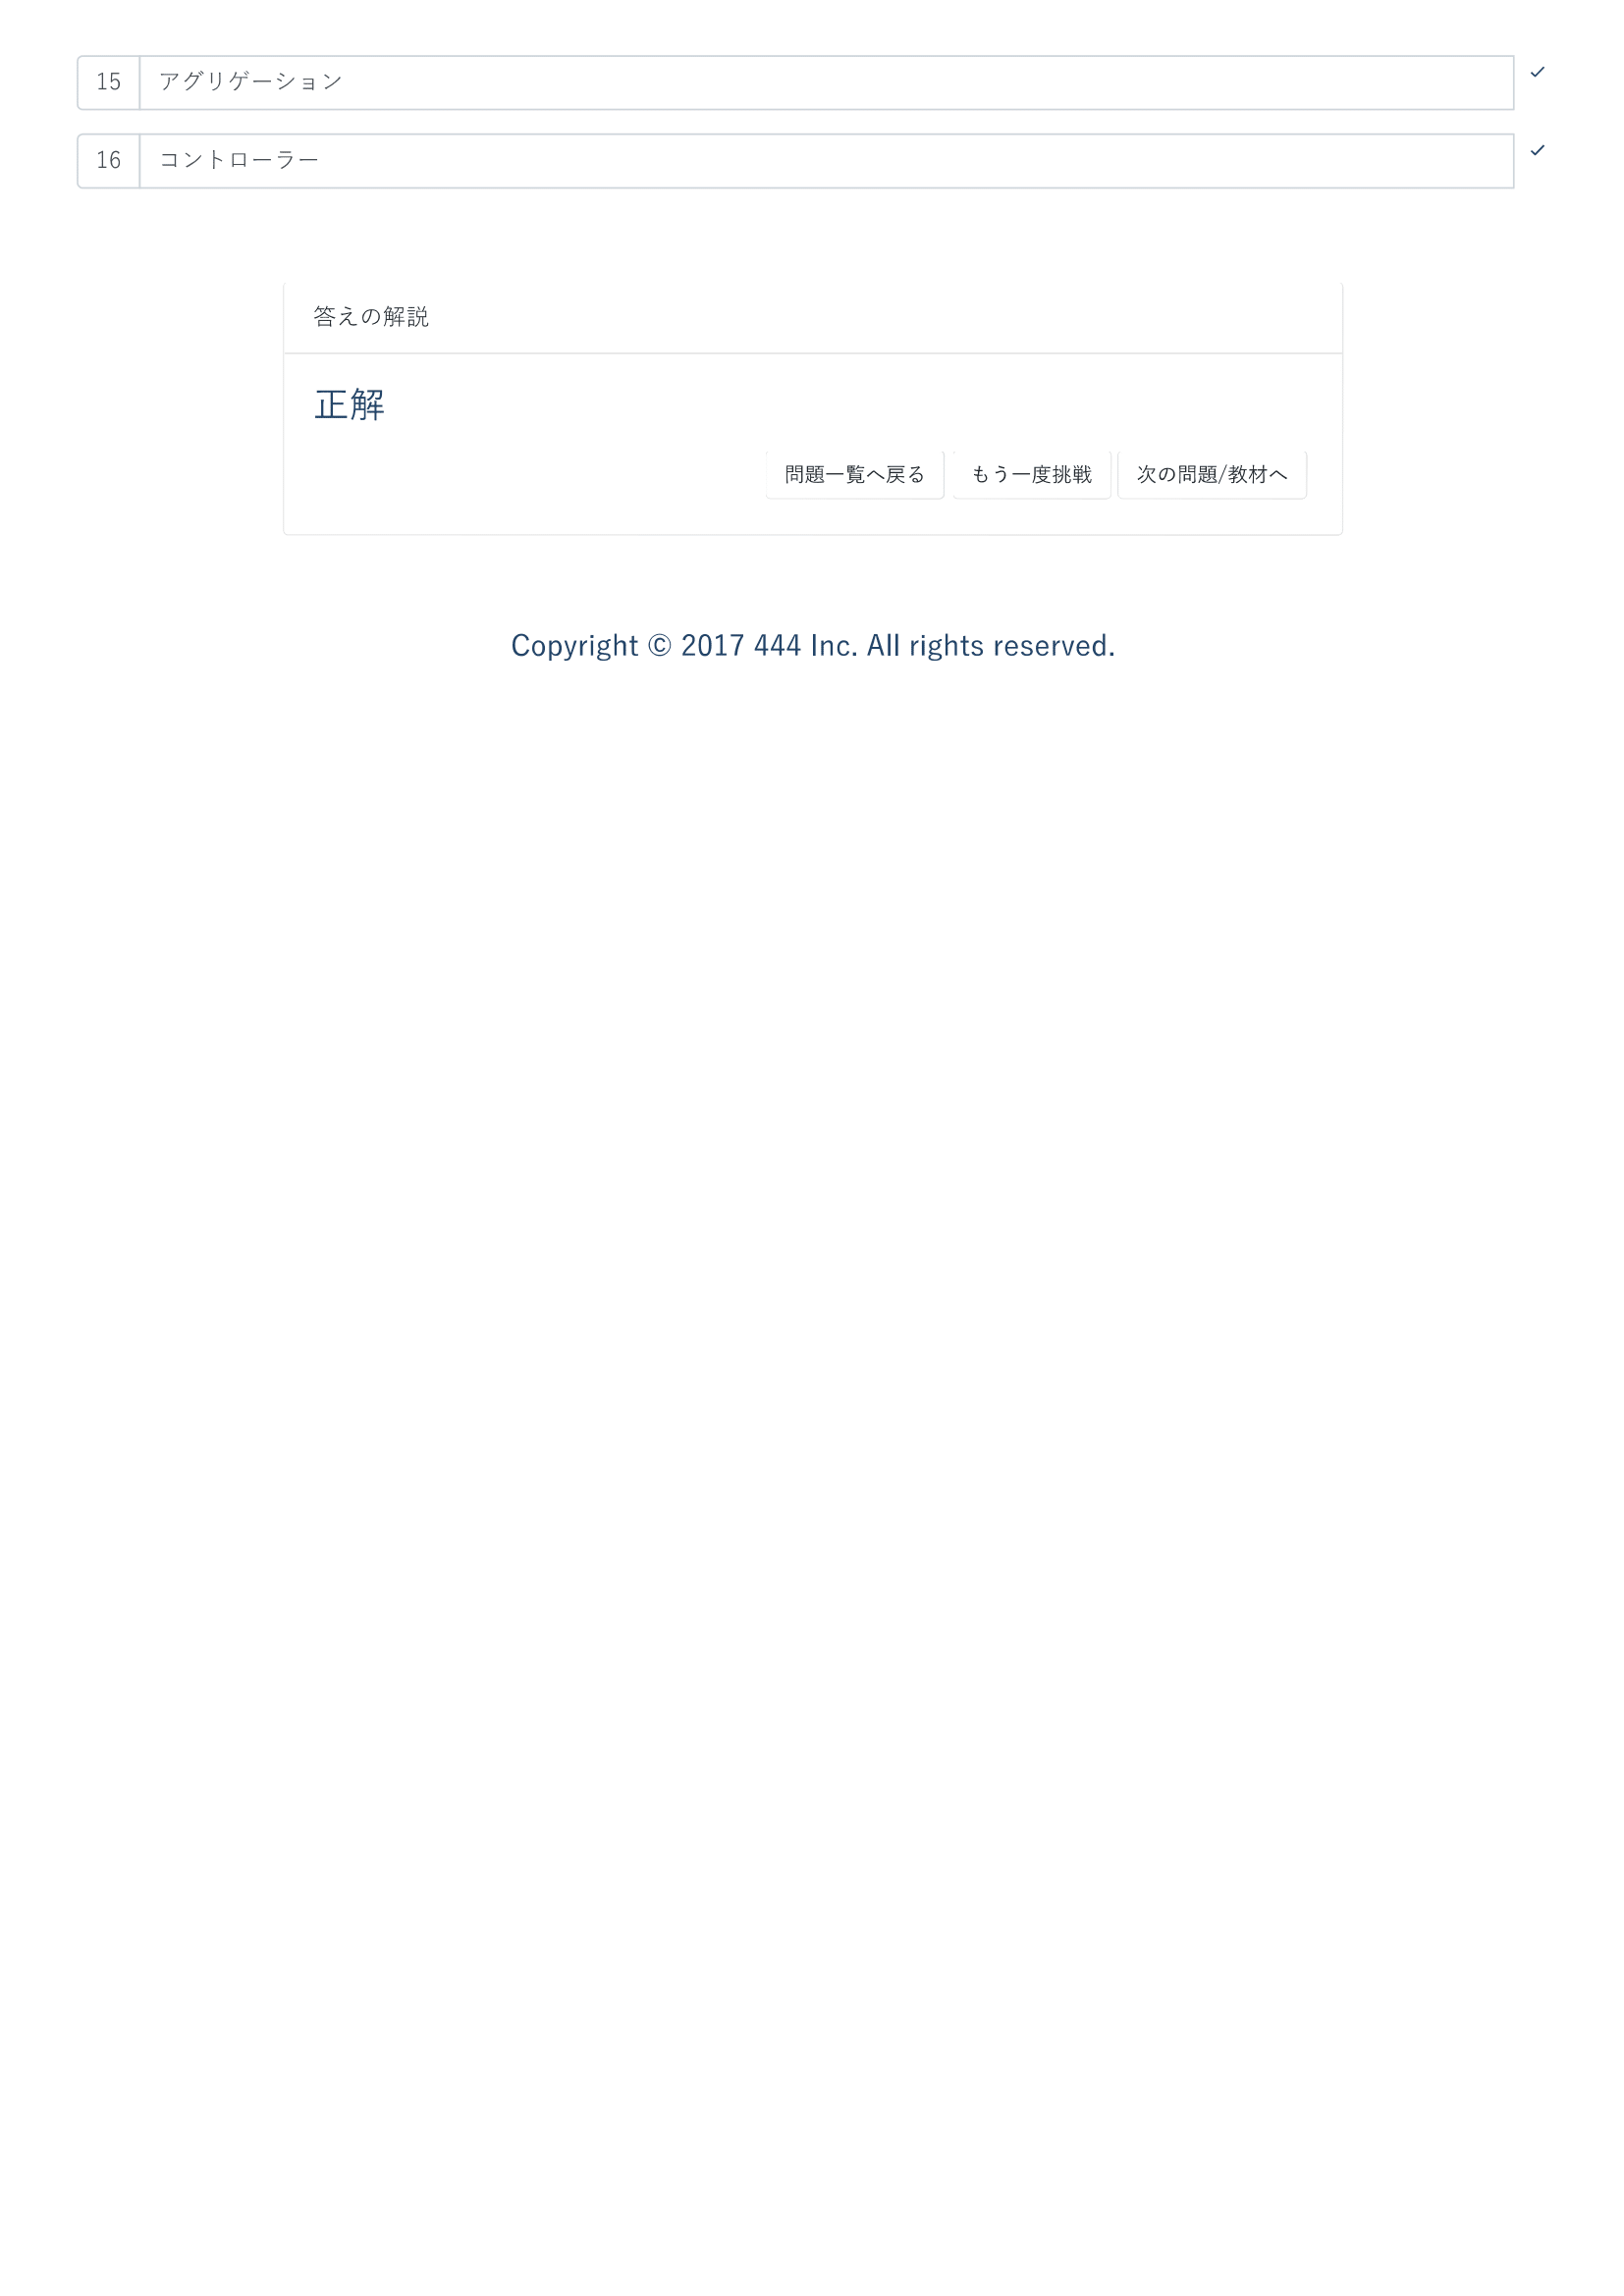 15 アグリゲーション
16 コントローラー
答えの解説
正解
問題一覧へ戻る もう一度挑戦 次の問題/教材へ
Copyright © 2017 444 Inc. All rights reserved.